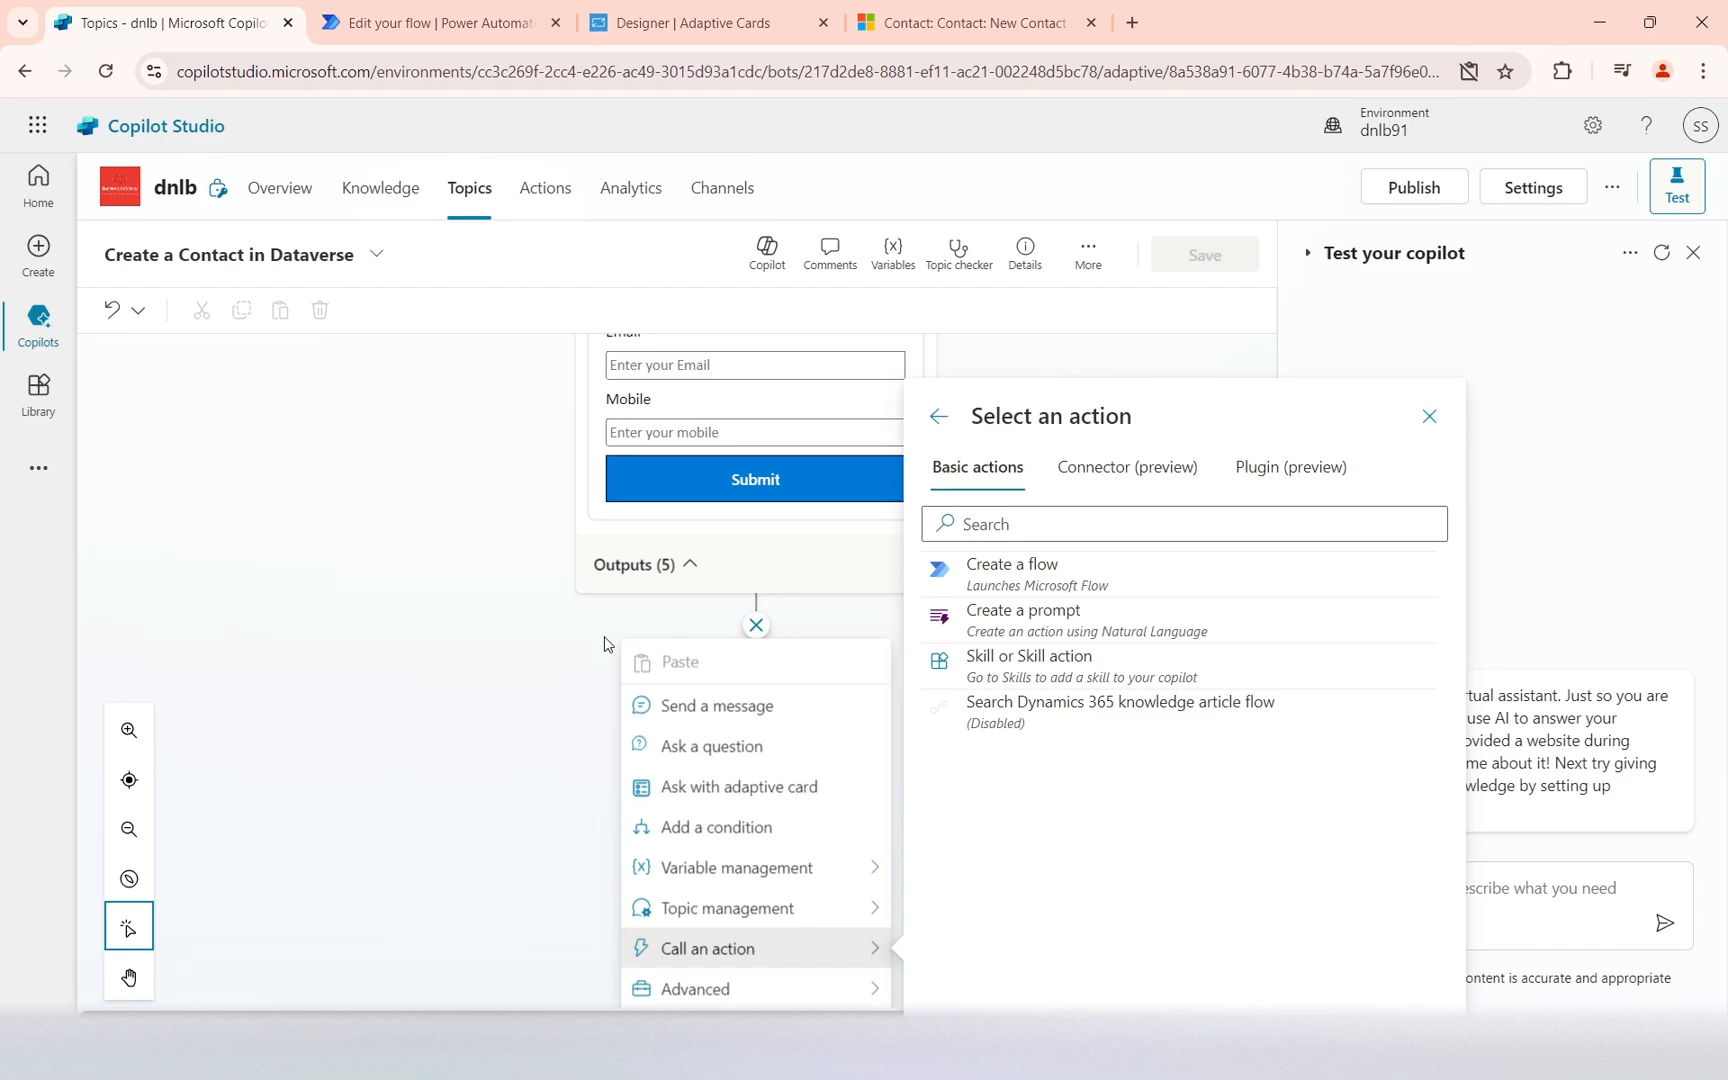 Topics - dnlb | Microsoft Copilo
Edit your flow | Power Automat
Designer | Adaptive Cards
Contact: Contact: New Contact
copilotstudio.microsoft.com/environments/cc3c269f-2cc4-e226-ac49-3015d93a1cdc/bots/217d2de8-8881-ef11-ac21-002248d5bc78/adaptive/8a538a91-6077-4b38-b74a-5a7f96e0...
Copilot Studio
Environment
dnlb91
SS
Home
Create
Copilots
Library
dnlb
Overview
Knowledge
Topics
Actions
Analytics
Channels
Publish
Settings
Test
Create a Contact in Dataverse
Copilot
Comments
Variables
Topic checker
Details
More
Save
Test your copilot
Email
Enter your Email
Mobile
Enter your mobile
Submit
Outputs (5)
Paste
Send a message
Ask a question
Ask with adaptive card
Add a condition
Variable management
Topic management
Call an action
Advanced
Select an action
Basic actions
Connector (preview)
Plugin (preview)
Search
Create a flow
Launches Microsoft Flow
Create a prompt
Create an action using Natural Language
Skill or Skill action
Go to Skills to add a skill to your copilot
Search Dynamics 365 knowledge article flow
(Disabled)
rtual assistant. Just so you are
use AI to answer your
ovided a website during
me about it! Next try giving
wledge by setting up
escribe what you need
ontent is accurate and appropriate